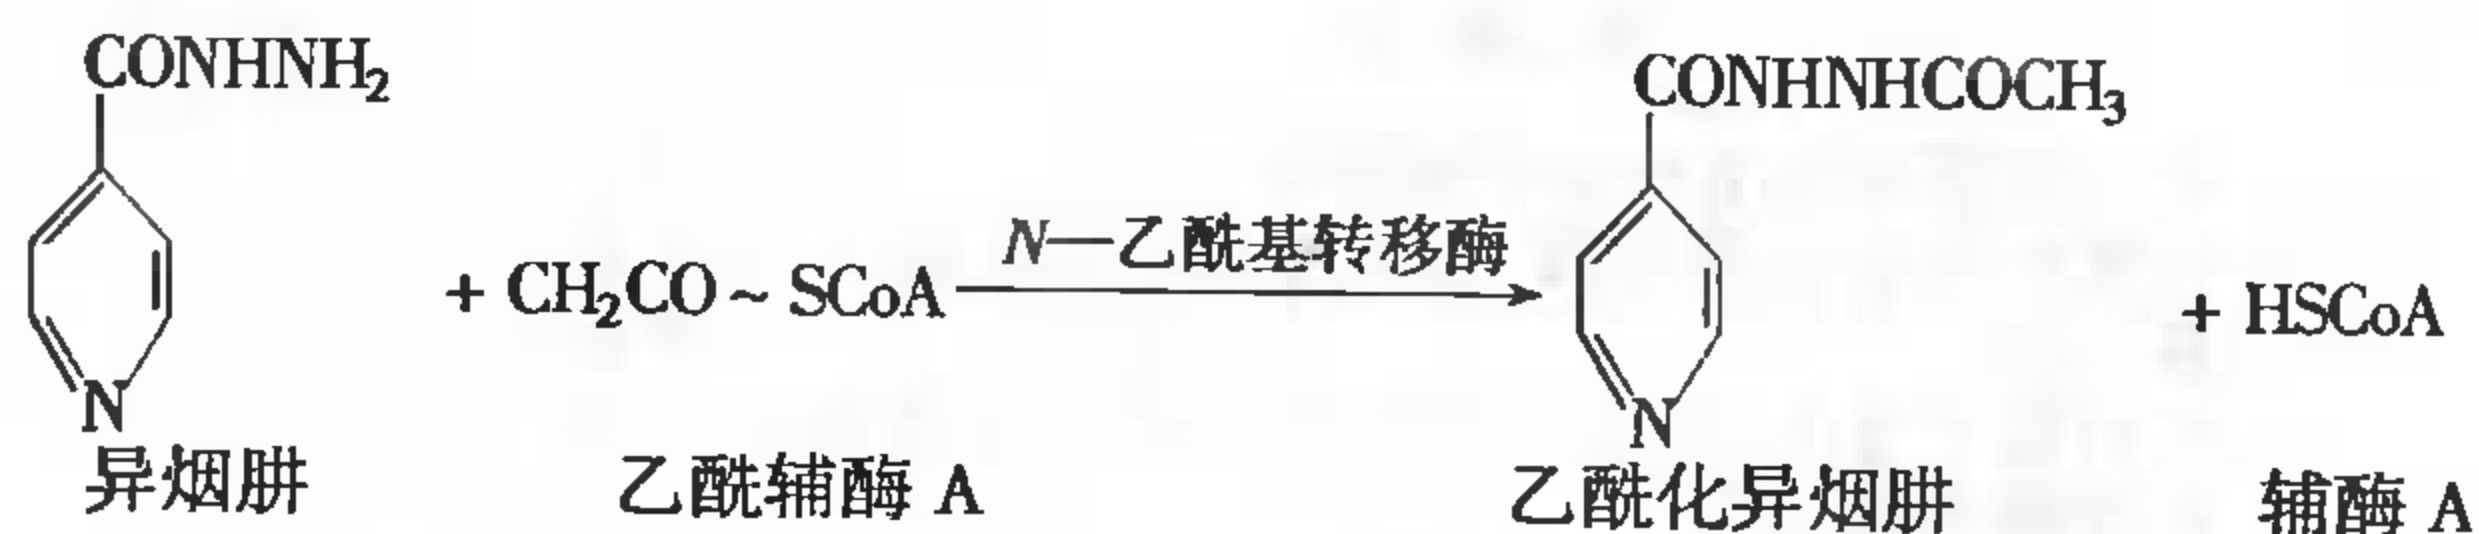 CONHNH₂
CONHNHCOCH₃
N—乙酰基转移酶
+ CH₂CO ~ SCoA
+ HSCoA
N
N
异烟肼
乙酰辅酶 A
乙酰化异烟肼
辅酶 A